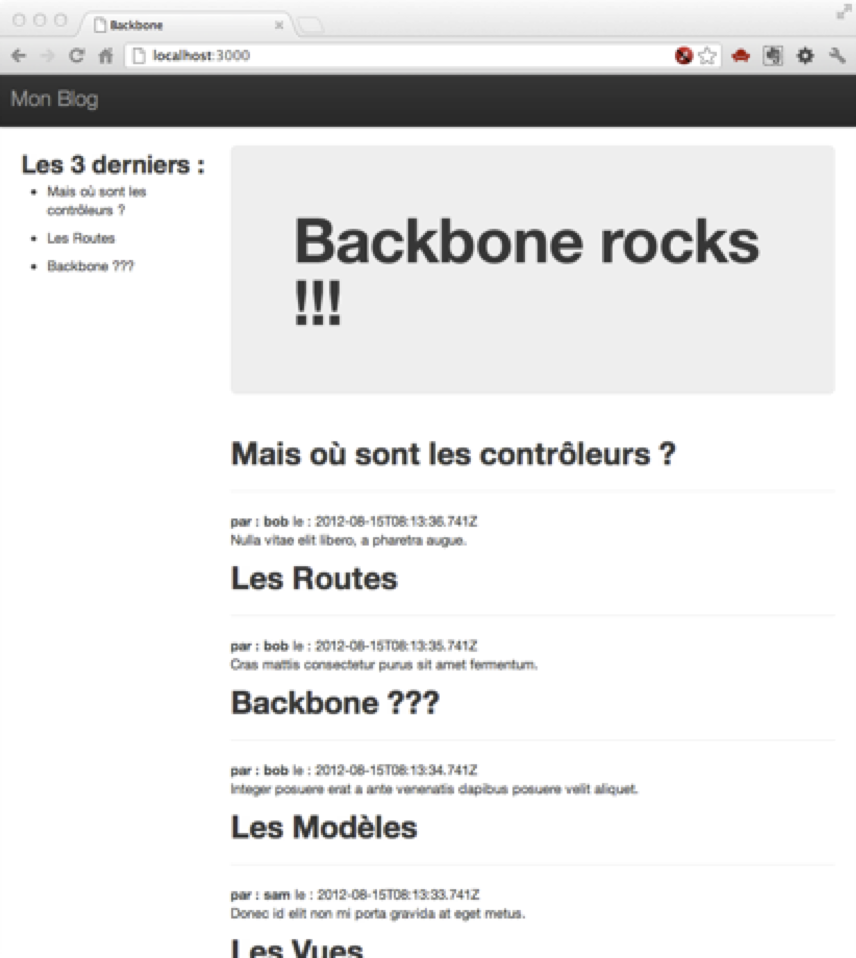 Backbone
localhost:3000
Mon Blog
Les 3 derniers :
Mais où sont les
contrôleurs ?
Les Routes
Backbone ???
Backbone rocks
!!!
Mais où sont les contrôleurs ?
par : bob le : 2012-08-15T08:13:36.741Z
Nulla vitae elit libero, a pharetra augue.
Les Routes
par : bob le : 2012-08-15T08:13:35.741Z
Cras mattis consectetur purus sit amet fermentum.
Backbone ???
par : bob le : 2012-08-15T08:13:34.741Z
Integer posuere erat a ante venenatis dapibus posuere velit aliquet.
Les Modèles
par : sam le : 2012-08-15T08:13:33.741Z
Donec id elit non mi porta gravida at eget metus.
Les Vues